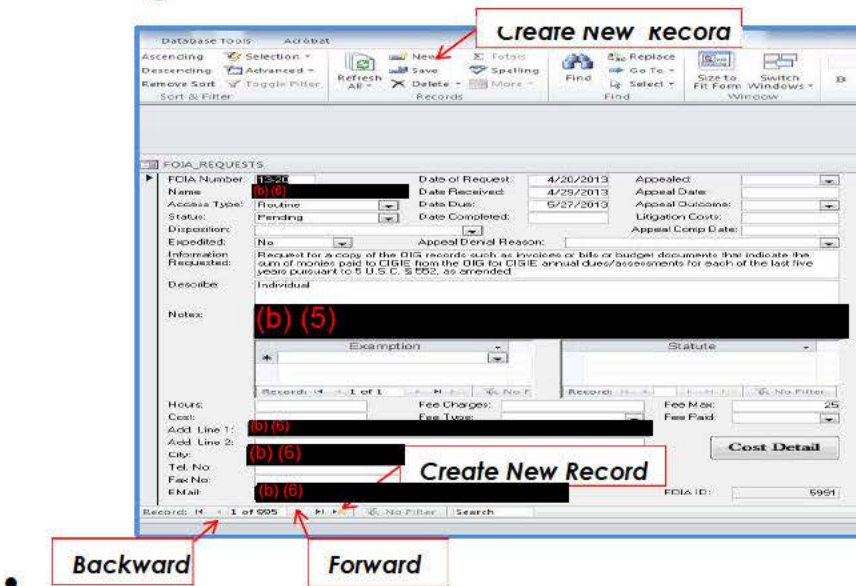 Create New Record
Database Tools Acrobat
Ascending Selection New Totals Replace
Descending Advanced Refresh All Save Spelling Find Go To Size to Fit Form Switch Windows B
Remove Sort Toggle Filter Delete More Select
Sort & Filter Records Find Window
FOIA_REQUESTS
FOIA Number: 13-20 Date of Request: 4/20/2013 Appealed:
Name (b) (6) Date Received: 4/29/2013 Appeal Date:
Access Type: Routine Date Due: 5/27/2013 Appeal Outcome:
Status: Pending Date Completed: Litigation Costs:
Disposition: Appeal Comp Date:
Expedited: No Appeal Denial Reason:
Information Requested: Request for a copy of the OIG records such as invoices or bills or budget documents that indicate the
sum of monies paid to CIGIE from the OIG for CIGIE annual dues/assessments for each of the last five
years pursuant to 5 U.S.C. § 552, as amended
Describe: Individual
Notes: (b) (5)
Exemption Statute
*
Record: 1 of 1 No F Record: No Filter
Hours: Fee Charges: Fee Max: 25
Cost: Fee Type: Fee Paid:
Add. Line 1: (b) (6)
Add. Line 2:
City: (b) (6) Cost Detail
Tel. No:
Fax No: Create New Record
EMail: (b) (6) FOIA ID: 5951
Record: 1 of 995 No Filter Search
Backward Forward
•